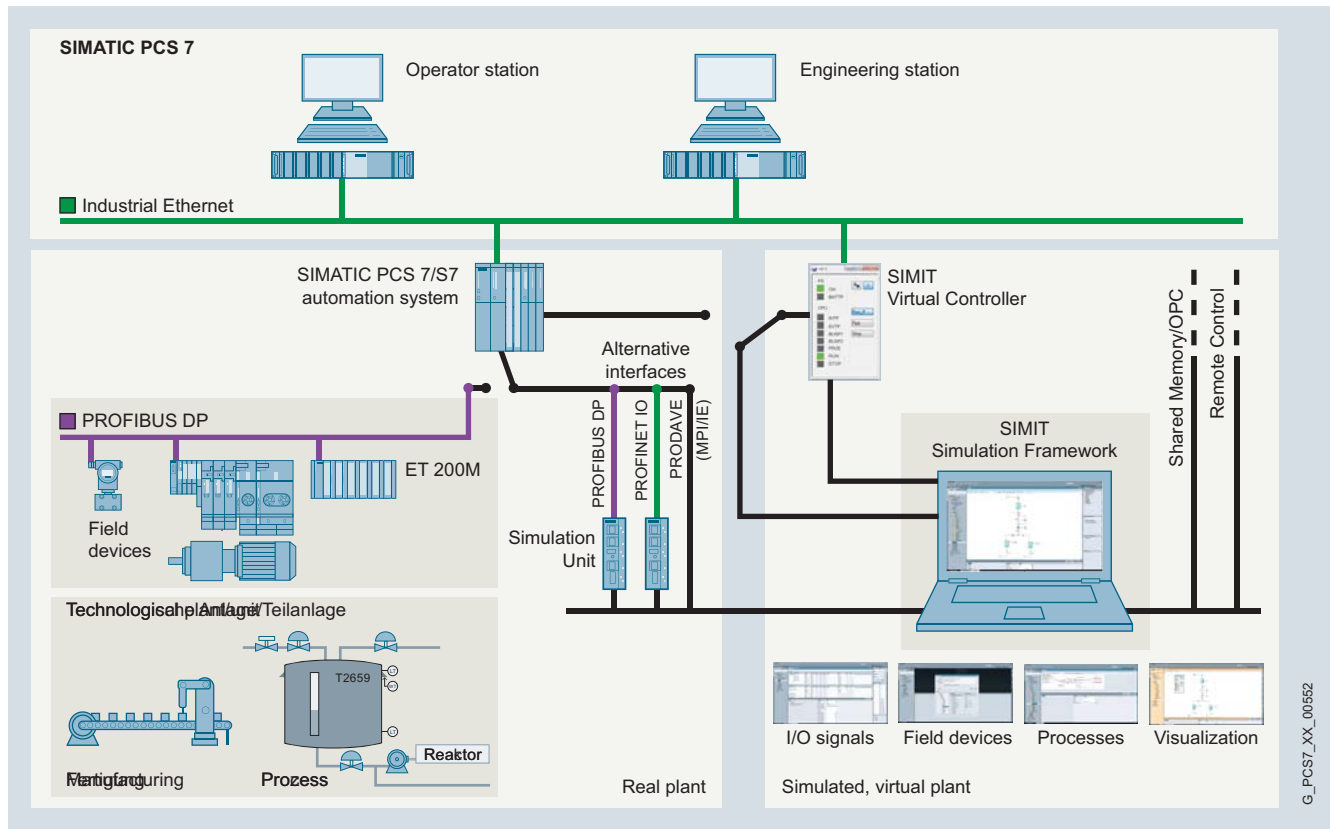 SIMATIC PCS 7
Operator station
Engineering station
Industrial Ethernet
SIMATIC PCS 7/S7
automation system
SIMIT
Virtual Controller
Alternative
interfaces
PROFIBUS DP
PROFINET IO
PRODAVE
(MPI/IE)
Shared Memory/OPC
Remote Control
PROFIBUS DP
ET 200M
Field
devices
Simulation
Unit
SIMIT
Simulation Framework
T2659
LT
LT
I/O signals
Field devices
Processes
Visualization
Real plant
Simulated, virtual plant
G_PCS7_XX_00552